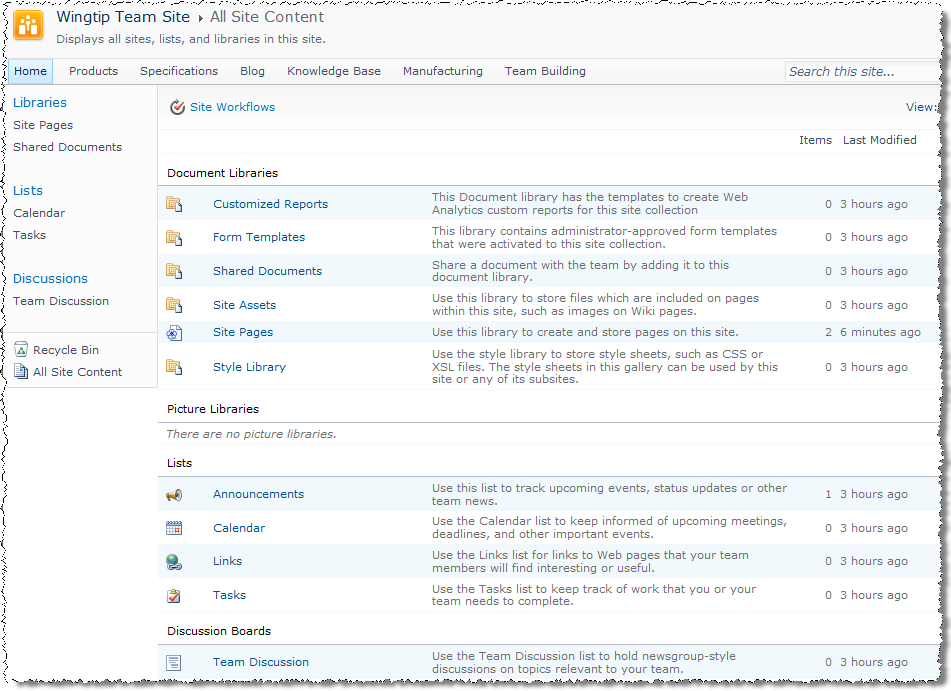 Wingtip Team Site ▸ All Site Content
Displays all sites, lists, and libraries in this site.
Home Products Specifications Blog Knowledge Base Manufacturing Team Building Search this site...
Libraries
Site Pages
Shared Documents
Lists
Calendar
Tasks
Discussions
Team Discussion
Recycle Bin
All Site Content
Site Workflows View:
Items Last Modified
Document Libraries
Customized Reports This Document library has the templates to create Web 0 3 hours ago
Analytics custom reports for this site collection
Form Templates This library contains administrator-approved form templates 0 3 hours ago
that were activated to this site collection.
Shared Documents Share a document with the team by adding it to this 0 3 hours ago
document library.
Site Assets Use this library to store files which are included on pages 0 3 hours ago
within this site, such as images on Wiki pages.
Site Pages Use this library to create and store pages on this site. 2 6 minutes ago
Style Library Use the style library to store style sheets, such as CSS or 0 3 hours ago
XSL files. The style sheets in this gallery can be used by this
site or any of its subsites.
Picture Libraries
There are no picture libraries.
Lists
Announcements Use this list to track upcoming events, status updates or other 1 3 hours ago
team news.
Calendar Use the Calendar list to keep informed of upcoming meetings, 0 3 hours ago
deadlines, and other important events.
Links Use the Links list for links to Web pages that your team 0 3 hours ago
members will find interesting or useful.
Tasks Use the Tasks list to keep track of work that you or your 0 3 hours ago
team needs to complete.
Discussion Boards
Team Discussion Use the Team Discussion list to hold newsgroup-style 0 3 hours ago
discussions on topics relevant to your team.